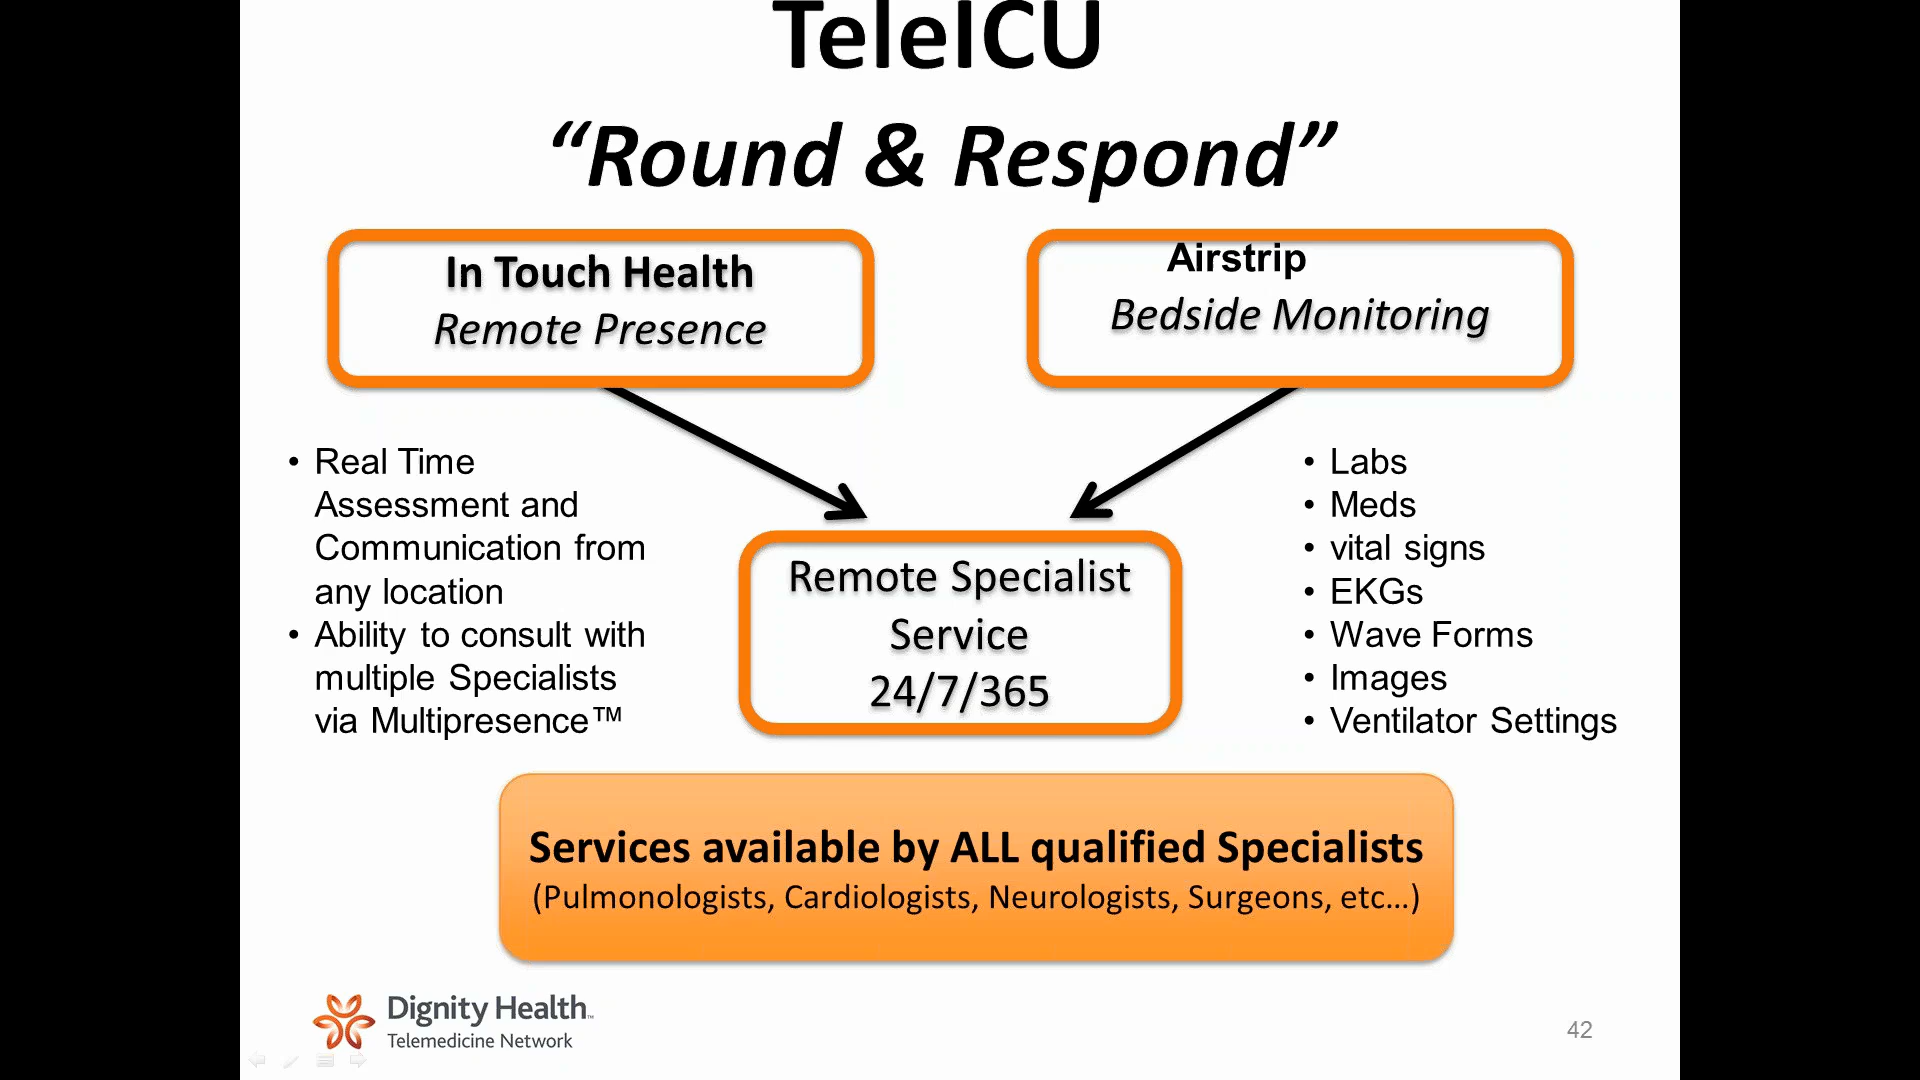 TeleICU
“Round & Respond”
In Touch Health
Remote Presence
Airstrip
Bedside Monitoring
• Real Time
Assessment and
Communication from
any location
• Ability to consult with
multiple Specialists
via Multipresence™
Remote Specialist
Service
24/7/365
• Labs
• Meds
• vital signs
• EKGs
• Wave Forms
• Images
• Ventilator Settings
Services available by ALL qualified Specialists
(Pulmonologists, Cardiologists, Neurologists, Surgeons, etc…)
Dignity Health™
Telemedicine Network
42